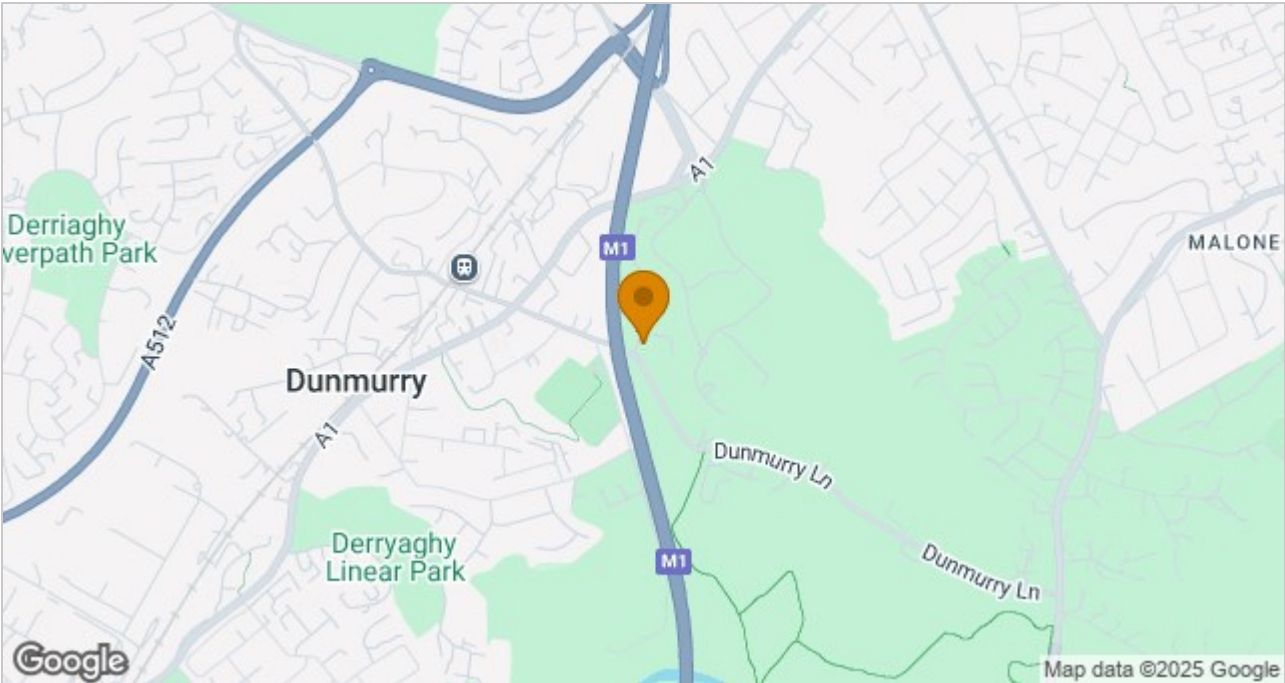 A1
Derriaghy
verpath Park
M1
MALONE
A512
Dunmurry
A1
Dunmurry Ln
Derryaghy
Linear Park
M1
Dunmurry Ln
Google
Map data ©2025 Google